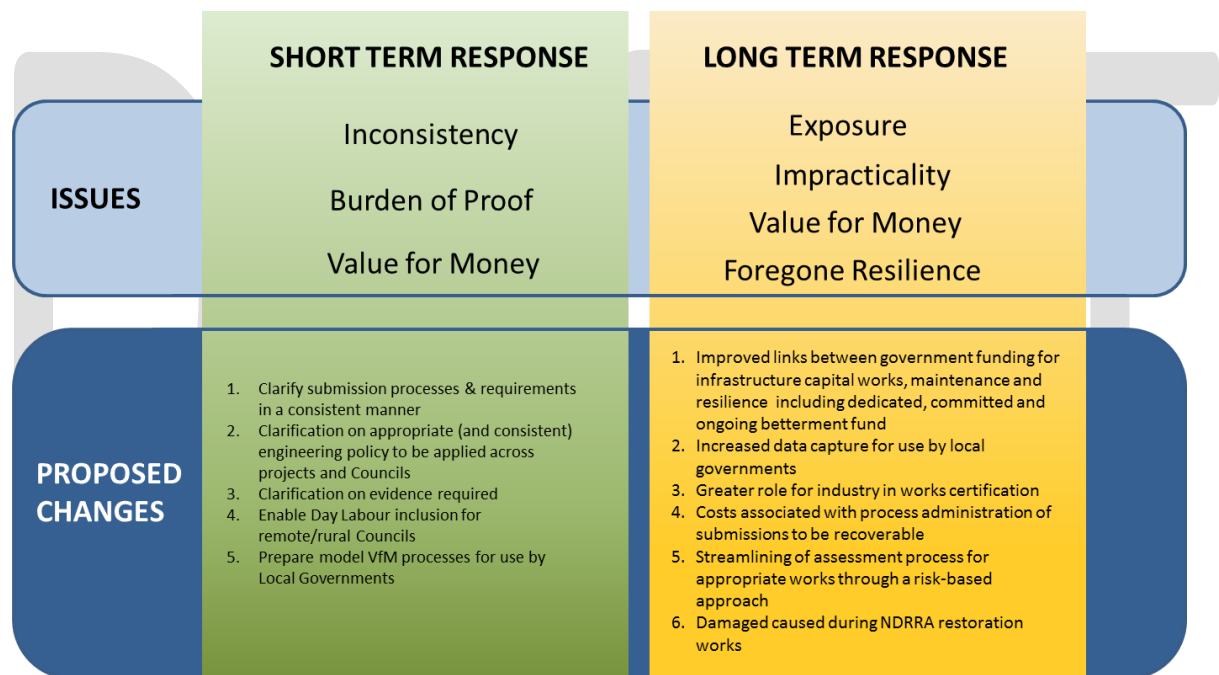 SHORT TERM RESPONSE
LONG TERM RESPONSE
ISSUES
Inconsistency
Burden of Proof
Value for Money
Exposure
Impracticality
Value for Money
Foregone Resilience
PROPOSED
CHANGES
1. Clarify submission processes & requirements
in a consistent manner
2. Clarification on appropriate (and consistent)
engineering policy to be applied across
projects and Councils
3. Clarification on evidence required
4. Enable Day Labour inclusion for
remote/rural Councils
5. Prepare model VfM processes for use by
Local Governments
1. Improved links between government funding for
infrastructure capital works, maintenance and
resilience including dedicated, committed and
ongoing betterment fund
2. Increased data capture for use by local
governments
3. Greater role for industry in works certification
4. Costs associated with process administration of
submissions to be recoverable
5. Streamlining of assessment process for
appropriate works through a risk-based
approach
6. Damaged caused during NDRRA restoration
works